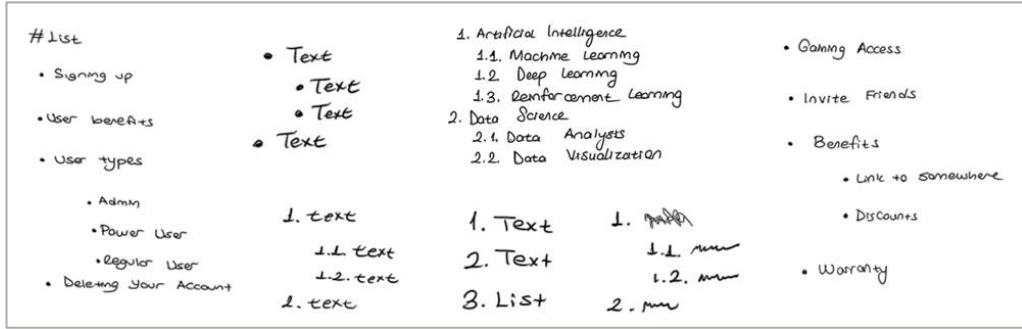 # List
• Signing up
• User benefits
• User types
• Admin
• Power User
• Regular User
• Deleting Your Account
• Text
• Text
• Text
• Text
1. text
1.1. text
1.2. text
2. text
1. Artificial Intelligence
1.1. Machine Learning
1.2. Deep Learning
1.3. Reinforcement Learning
2. Data Science
2.1. Data Analysts
2.2. Data Visualization
1. Text
2. Text
3. List
1.
1.1.
1.2.
2.
• Gaming Access
• Invite Friends
• Benefits
• Link to somewhere
• Discounts
• Warranty